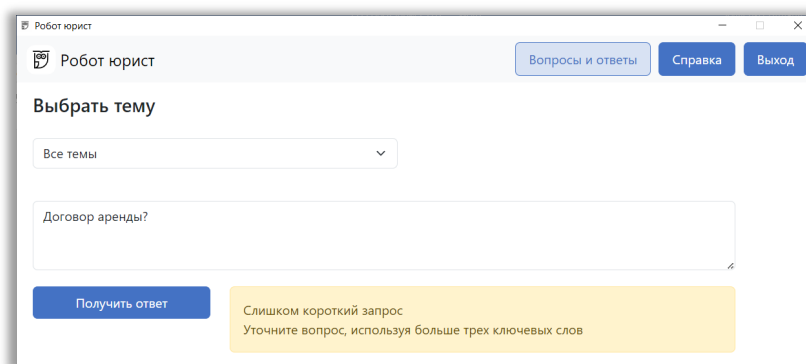 Робот юрист
Робот юрист
Вопросы и ответы
Справка
Выход
Выбрать тему
Все темы
Договор аренды?
Получить ответ
Слишком короткий запрос
Уточните вопрос, используя больше трех ключевых слов